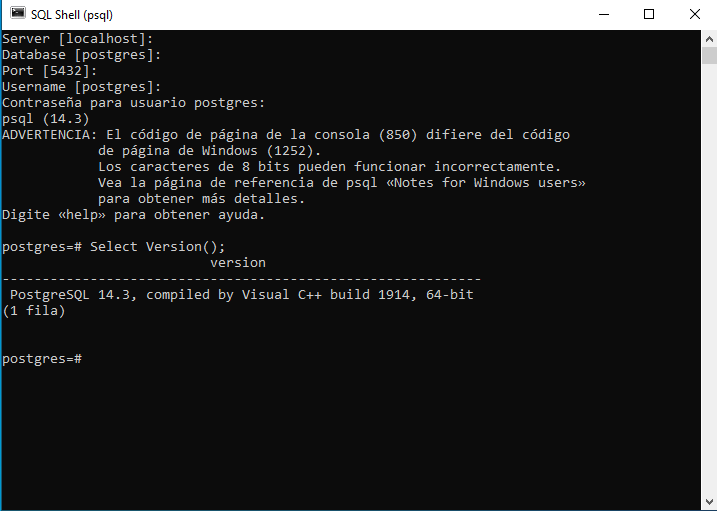 SQL Shell (psql)
Server [localhost]:
Database [postgres]:
Port [5432]:
Username [postgres]:
Contraseña para usuario postgres:
psql (14.3)
ADVERTENCIA: El código de página de la consola (850) difiere del código
            de página de Windows (1252).
            Los caracteres de 8 bits pueden funcionar incorrectamente.
            Vea la página de referencia de psql «Notes for Windows users»
            para obtener más detalles.
Digite «help» para obtener ayuda.

postgres=# Select Version();
                          version
------------------------------------------------------------
 PostgreSQL 14.3, compiled by Visual C++ build 1914, 64-bit
(1 fila)


postgres=#